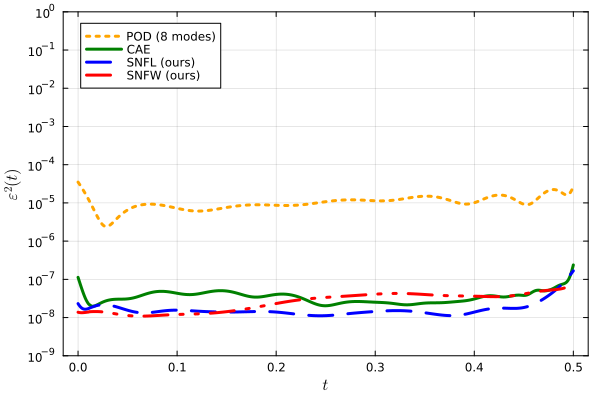 10⁰
10⁻¹
10⁻²
10⁻³
10⁻⁴
10⁻⁵
10⁻⁶
10⁻⁷
10⁻⁸
10⁻⁹
ε²(t)
POD (8 modes)
CAE
SNFL (ours)
SNFW (ours)
0.0 0.1 0.2 0.3 0.4 0.5
t